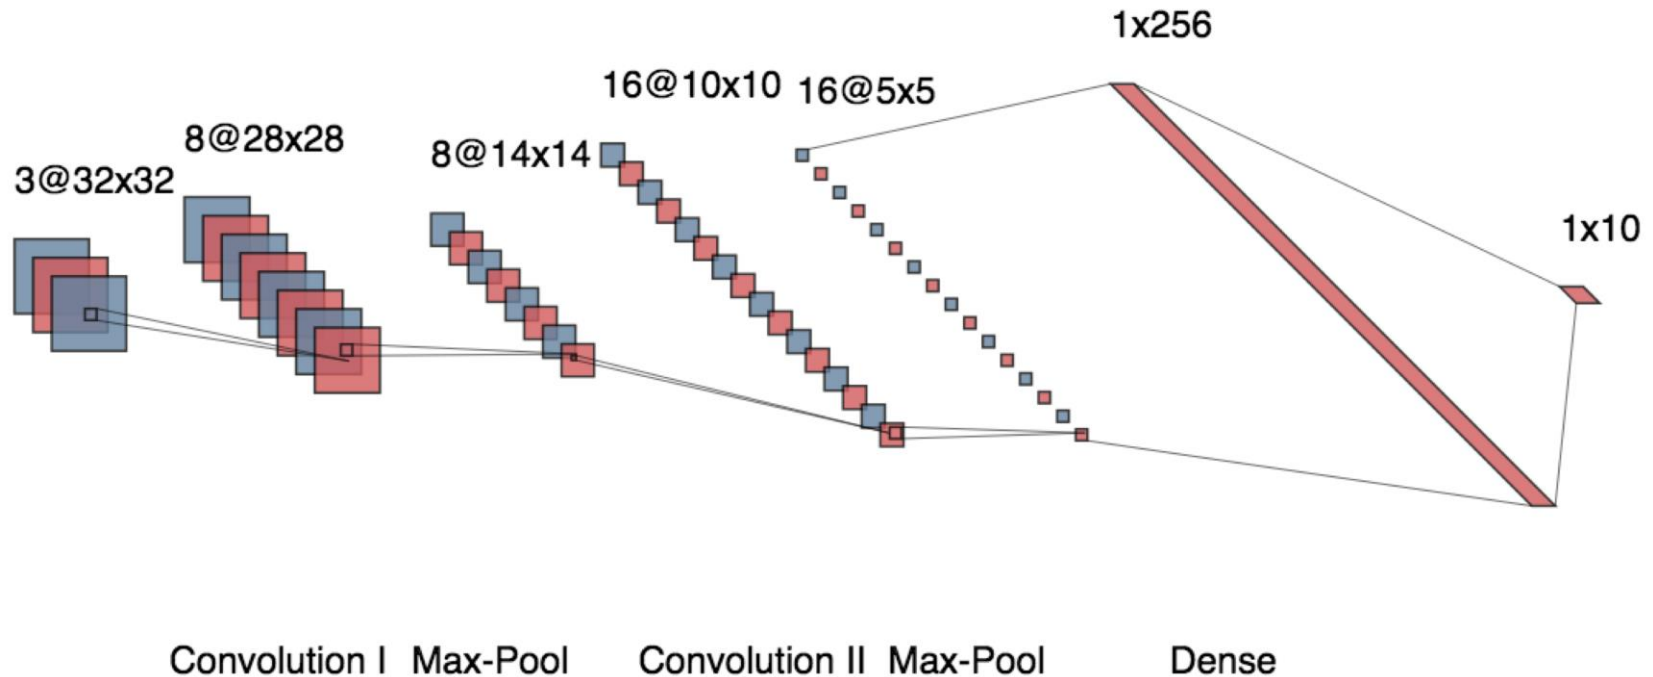 3@32x32
8@28x28
8@14x14
16@10x10
16@5x5
1x256
1x10
Convolution I
Max-Pool
Convolution II
Max-Pool
Dense